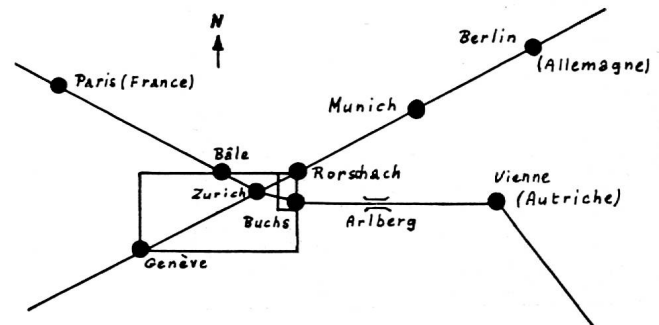 N
Berlin
(Allemagne)
Paris (France)
Munich
Bâle
Rorschach
Zurich
Vienne
(Autriche)
Buchs
Arlberg
Genève